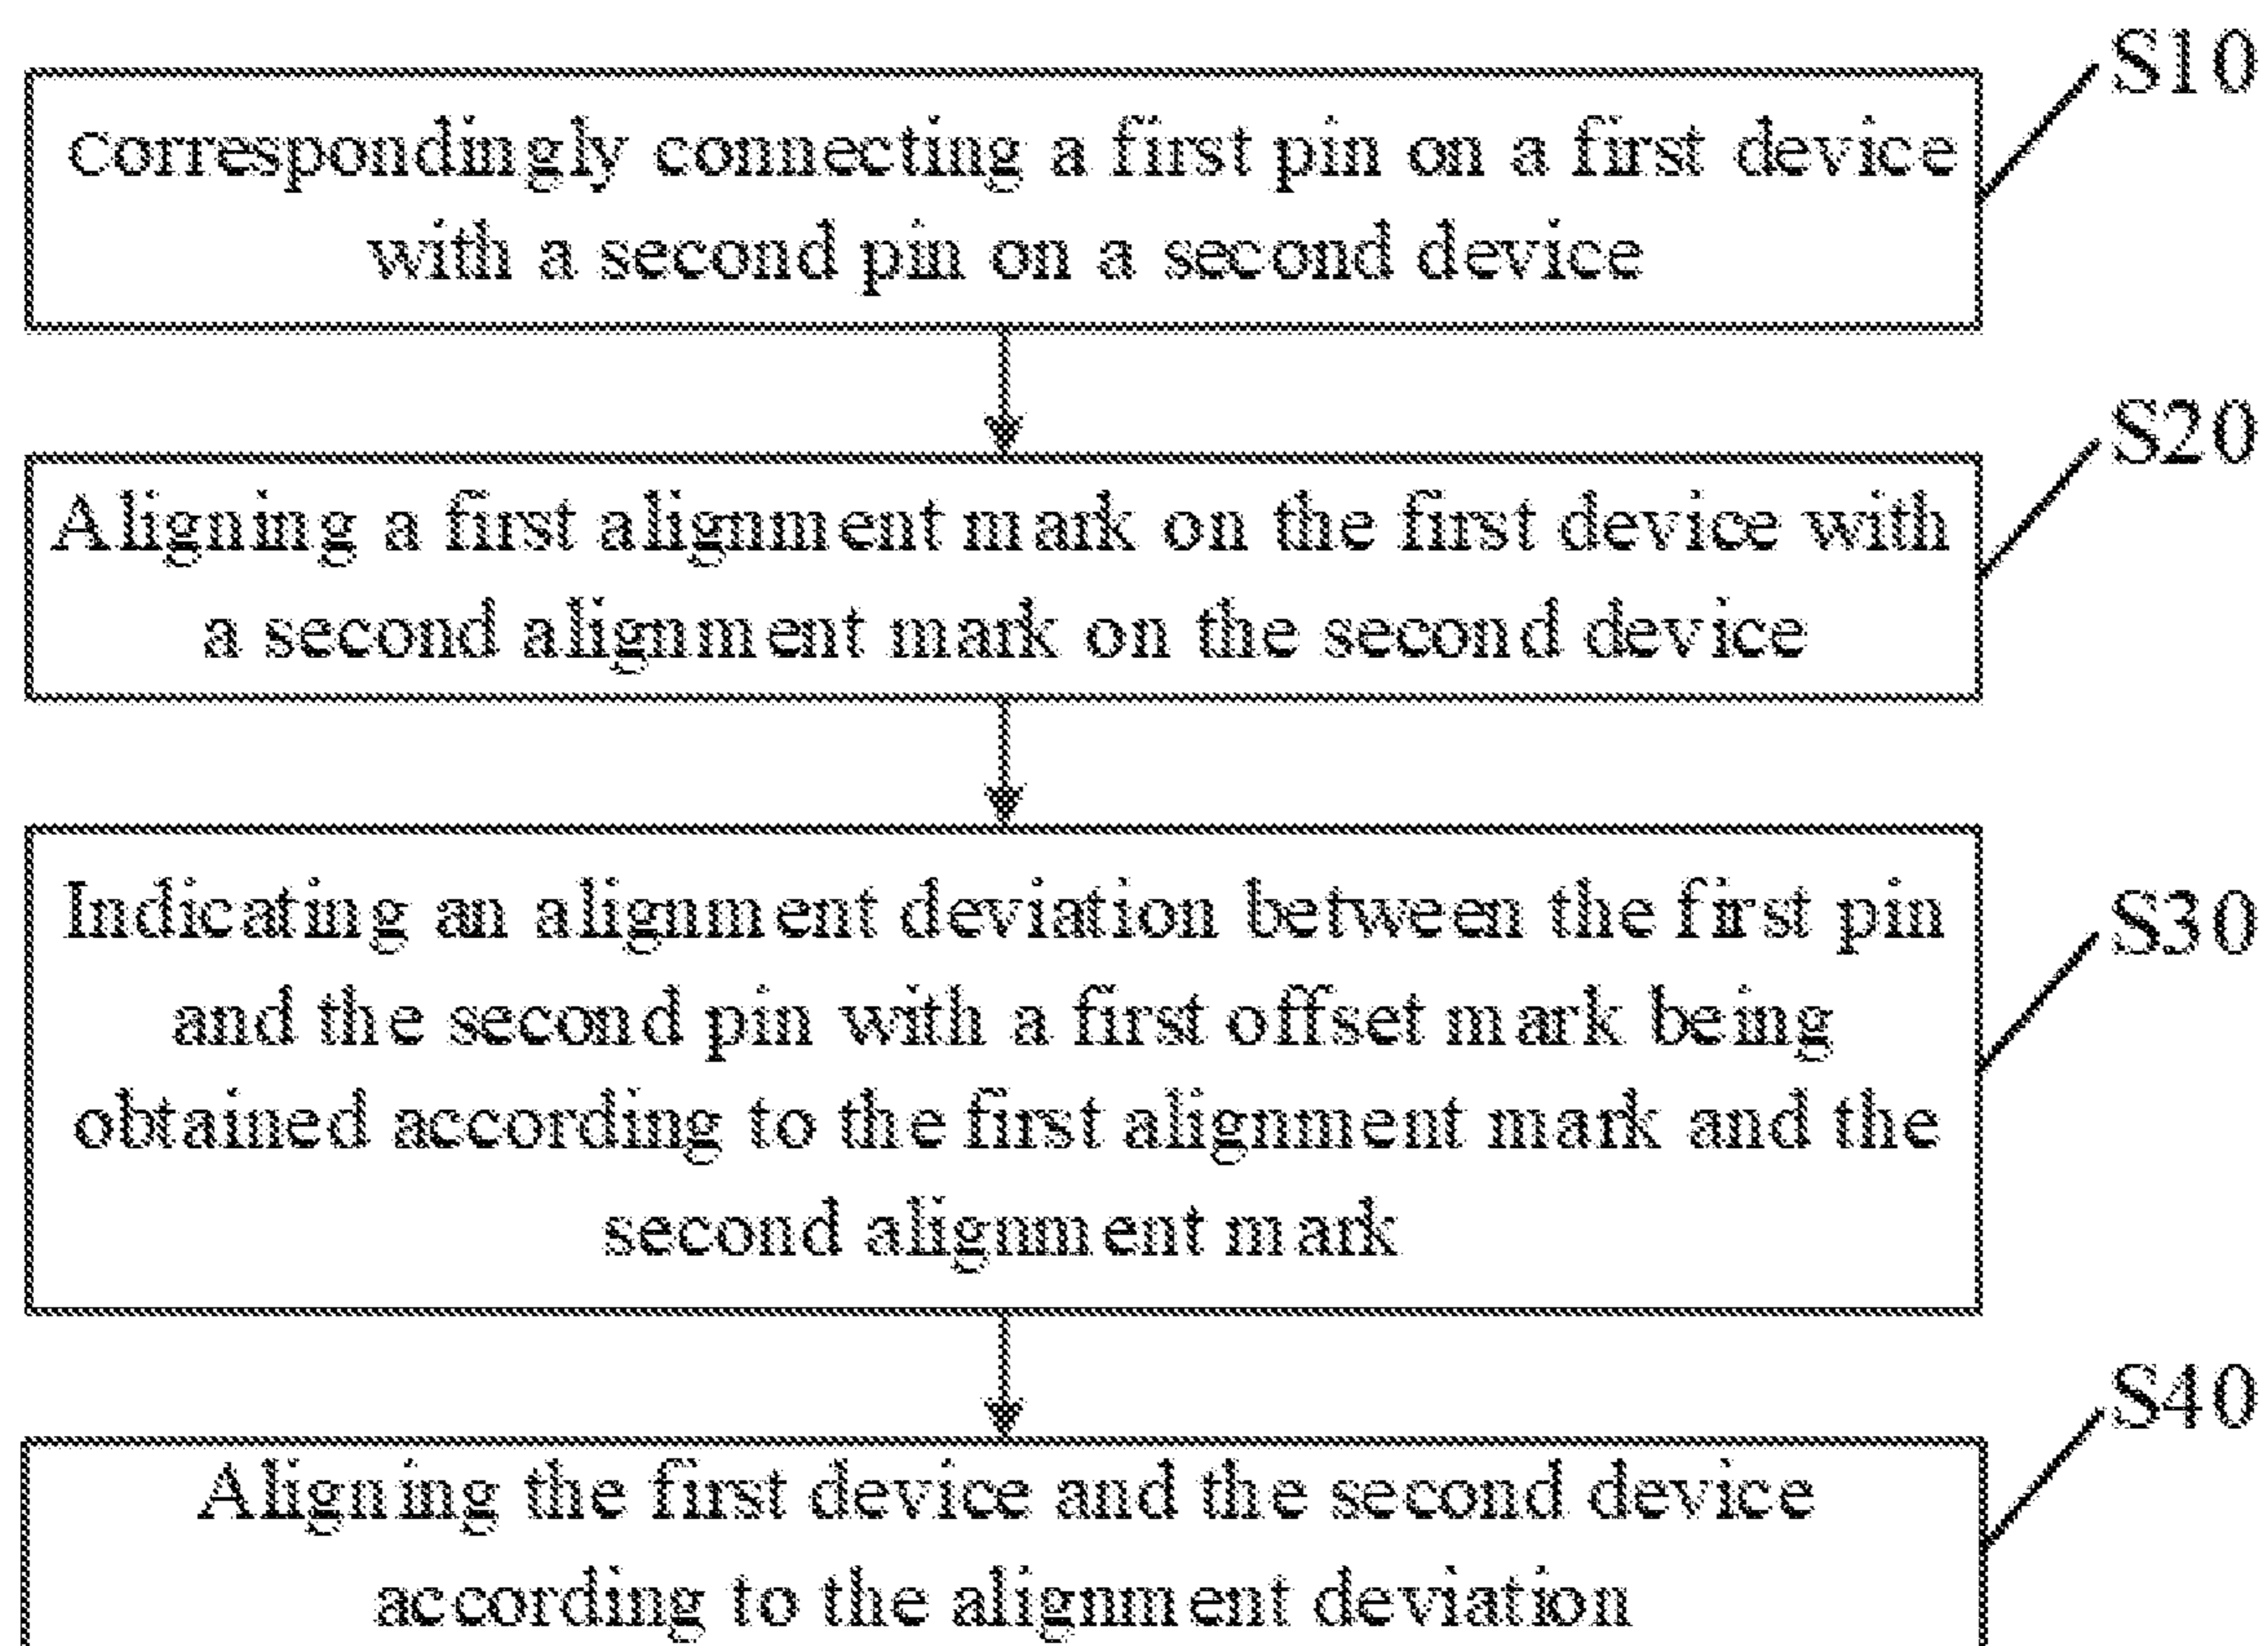 S10
correspondingly connecting a first pin on a first device
with a second pin on a second device
S20
Aligning a first alignment mark on the first device with
a second alignment mark on the second device
S30
Indicating an alignment deviation between the first pin
and the second pin with a first offset mark being
obtained according to the first alignment mark and the
second alignment mark
S40
Aligning the first device and the second device
according to the alignment deviation